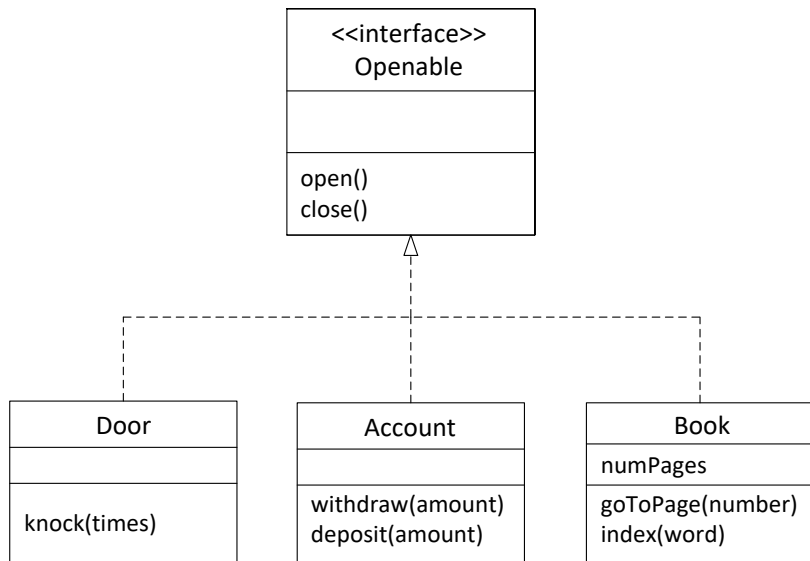 <<interface>>
Openable
open()
close()
Door
knock(times)
Account
withdraw(amount)
deposit(amount)
Book
numPages
goToPage(number)
index(word)